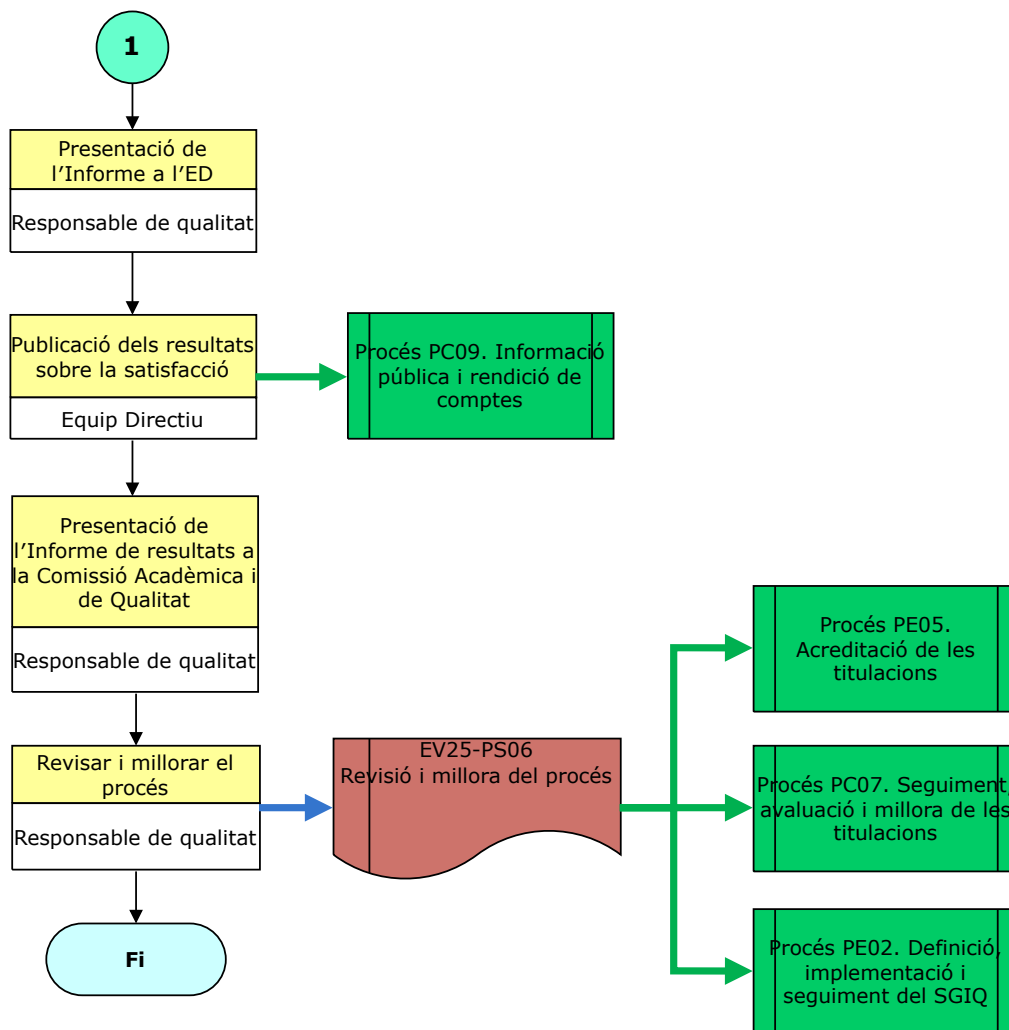 1
Presentació de
l'Informe a l'ED
Responsable de qualitat
Publicació dels resultats
sobre la satisfacció
Equip Directiu
Procés PC09. Informació
pública i rendició de
comptes
Presentació de
l'Informe de resultats a
la Comissió Acadèmica i
de Qualitat
Responsable de qualitat
Revisar i millorar el
procés
Responsable de qualitat
EV25-PS06
Revisió i millora del procés
Procés PE05.
Acreditació de les
titulacions
Procés PC07. Seguiment,
avaluació i millora de les
titulacions
Procés PE02. Definició,
implementació i
seguiment del SGIQ
Fi